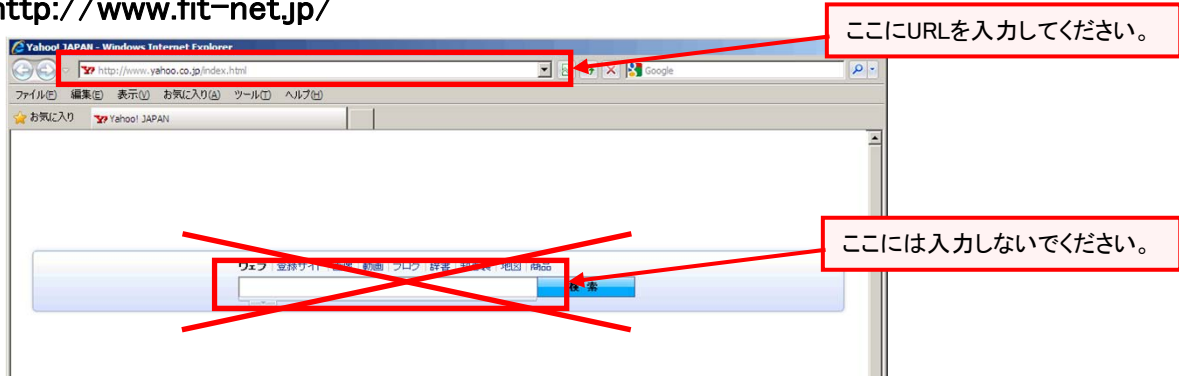 http://www.fit-net.jp/
ここにURLを入力してください。
Yahoo! JAPAN - Windows Internet Explorer
http://www.yahoo.co.jp/index.html
Google
ファイル(F) 編集(E) 表示(V) お気に入り(A) ツール(T) ヘルプ(H)
お気に入り Yahoo! JAPAN
ここには入力しないでください。
ウェブ 登録サイト 画像 動画 ブログ 辞書 地図 商品
検索